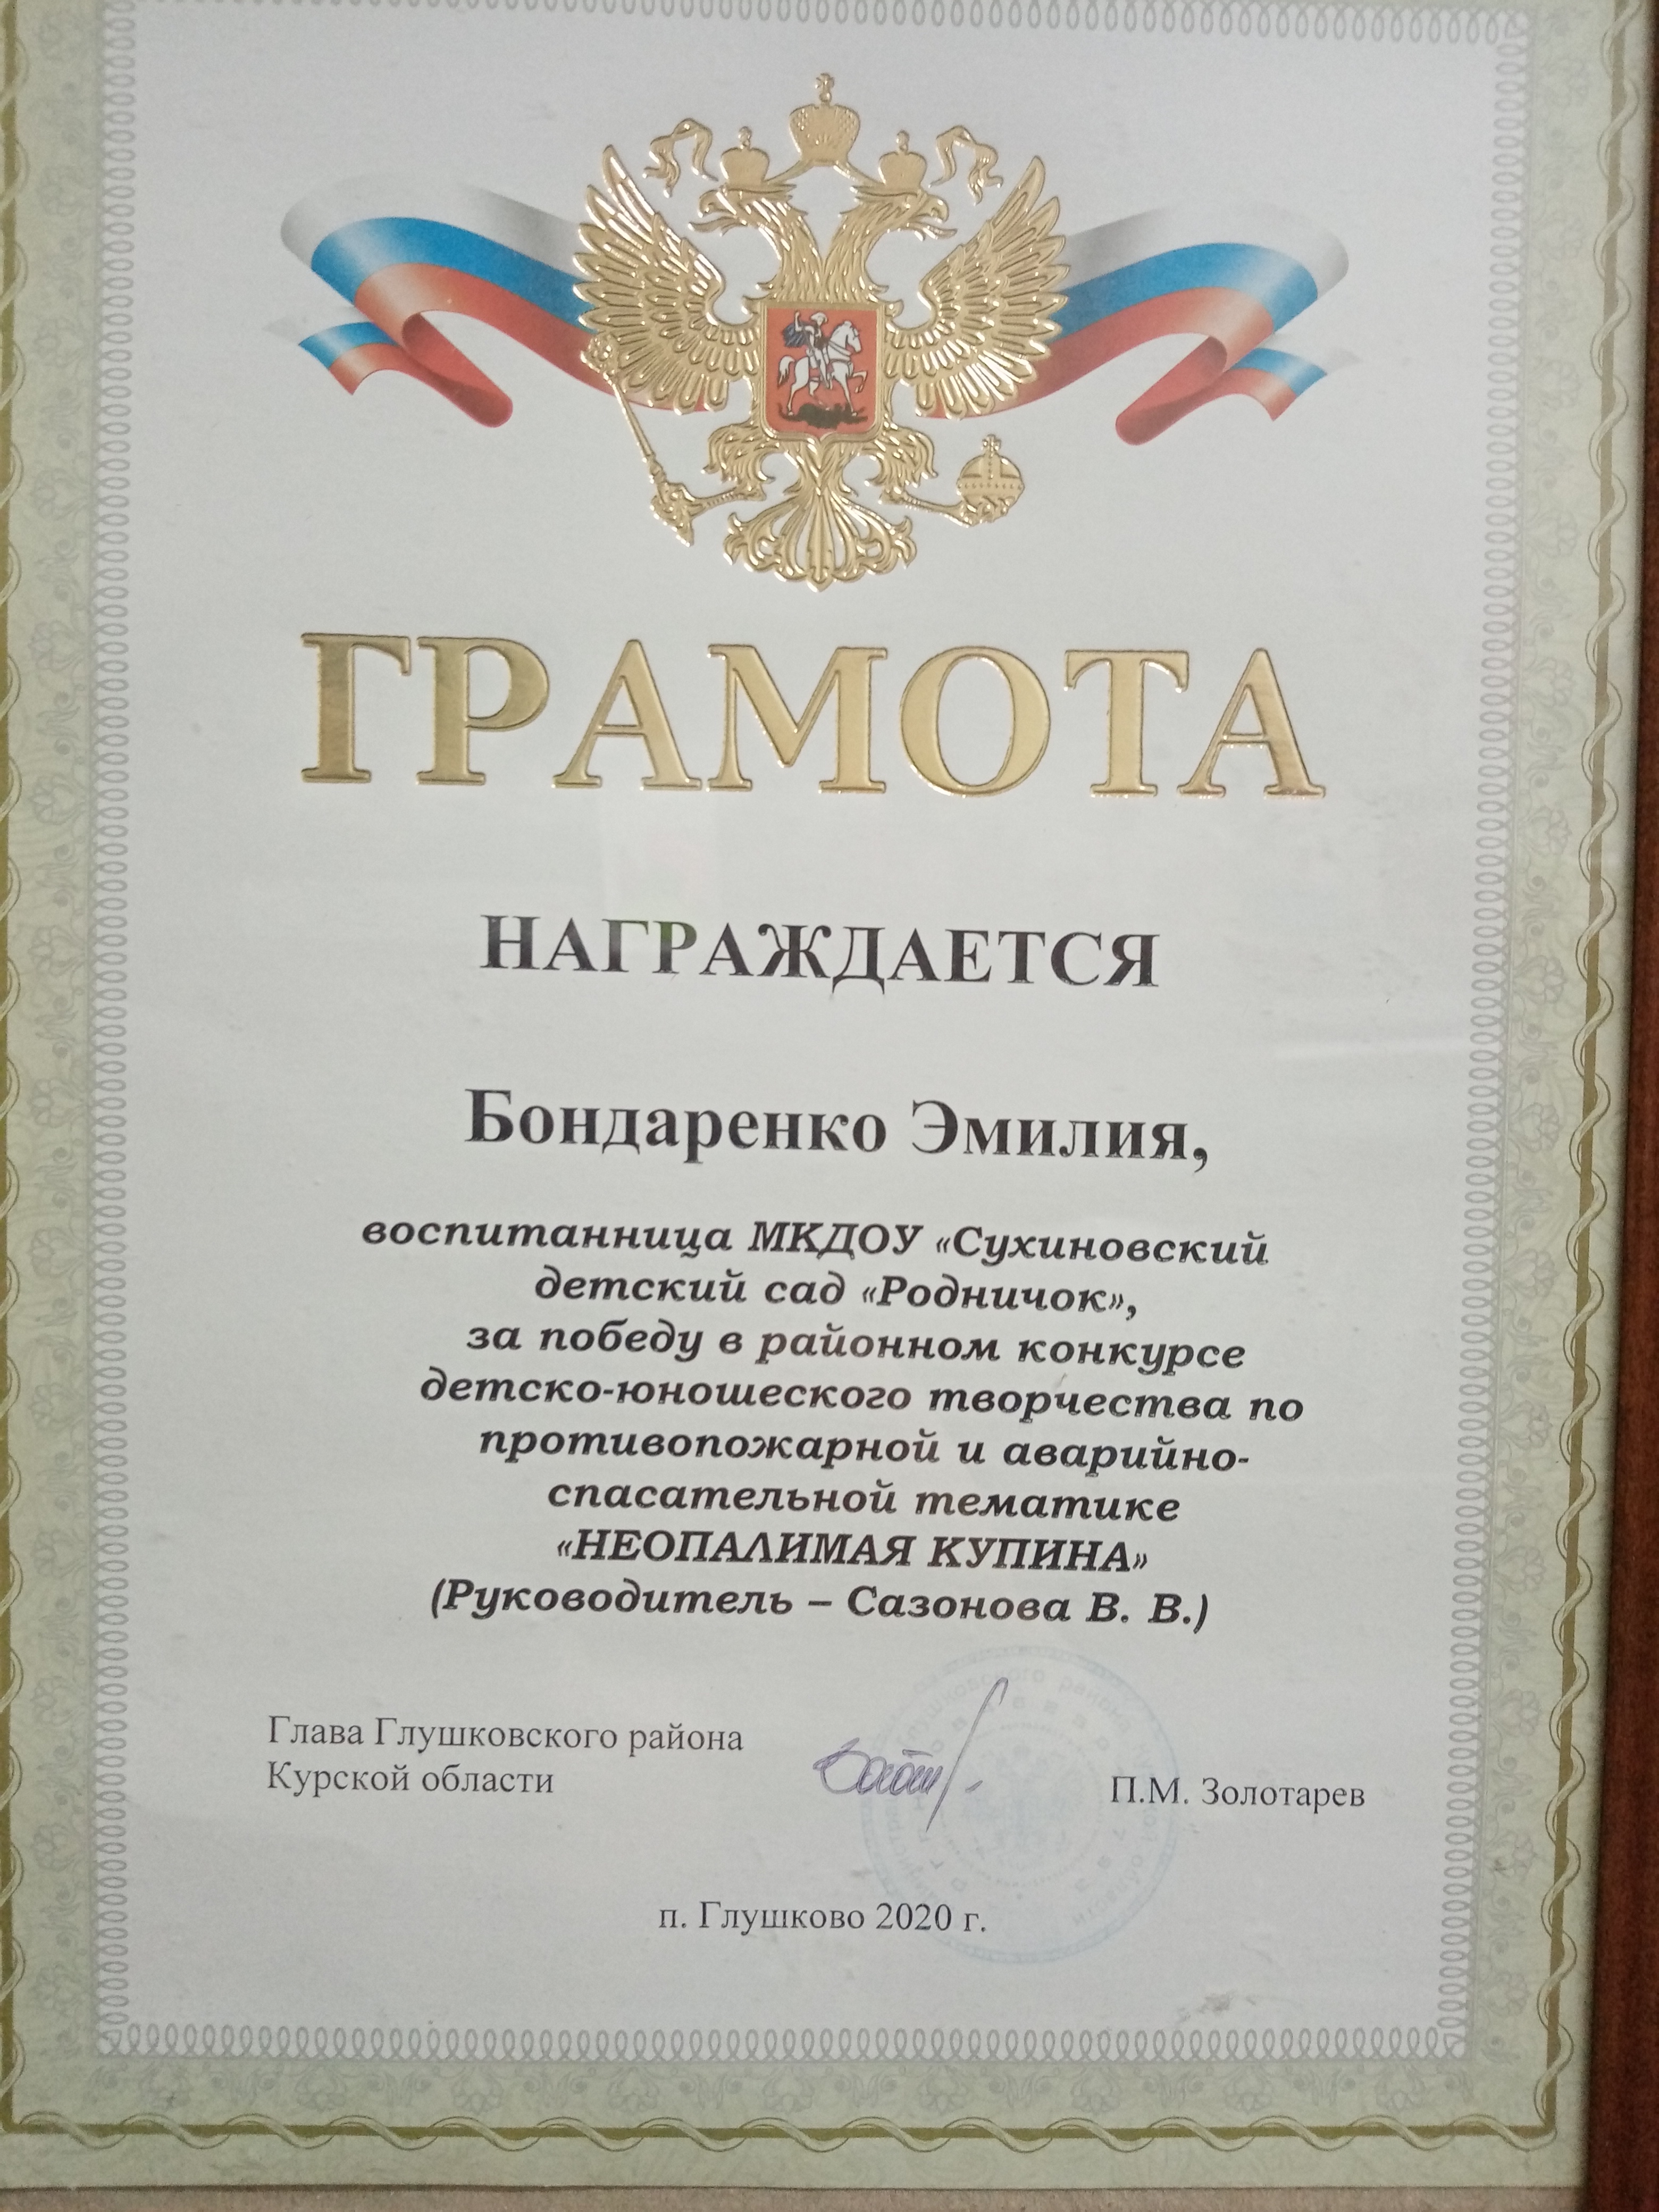 ГРАМОТА
НАГРАЖДАЕТСЯ
Бондаренко Эмилия,
воспитанница МКДОУ «Сухиновский
детский сад «Родничок»,
за победу в районном конкурсе
детско-юношеского творчества по
противопожарной и аварийно-
спасательной тематике
«НЕОПАЛИМАЯ КУПИНА»
(Руководитель – Сазонова В. В.)
Глава Глушковского района
Курской области
П.М. Золотарев
п. Глушково 2020 г.